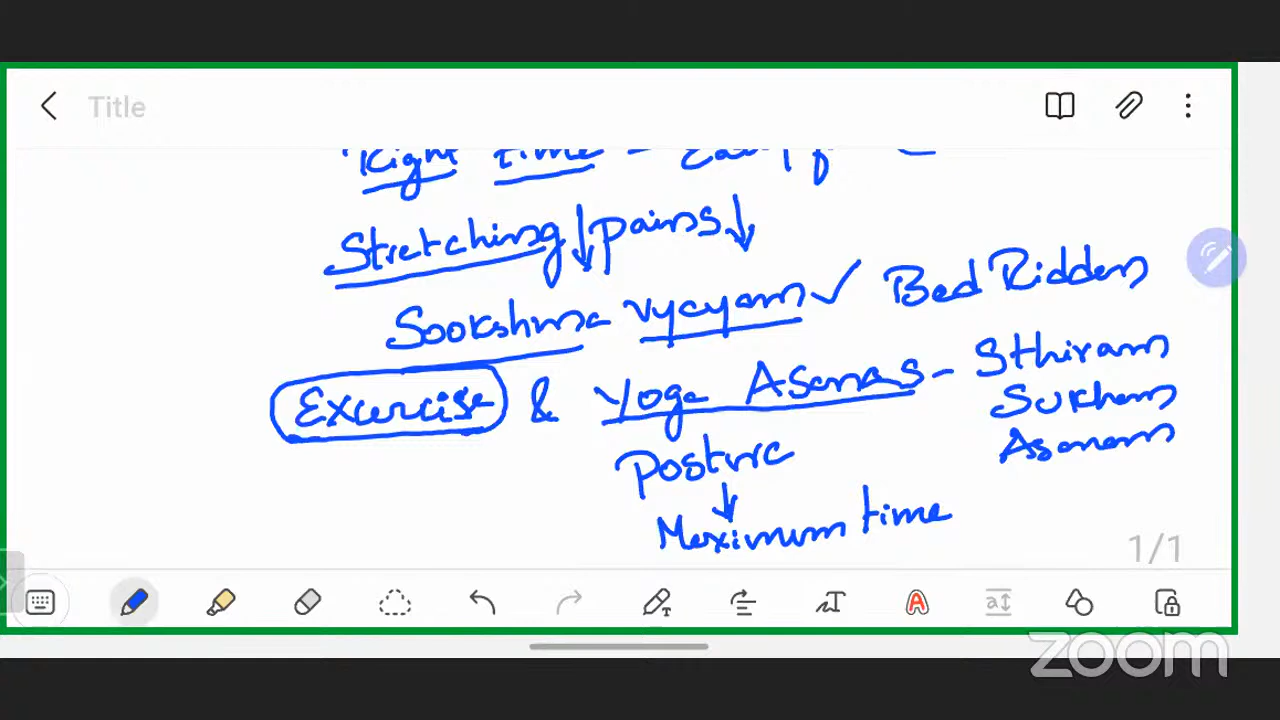 Title
Right time -
Stretching ↓ pains ↓
Sookshma vyayam ✓ Bed Ridden
Exercise & Yoga Asanas - Sthiram
Sukham
Asanam
Posture
↓
Maximum time
1/1
zoom